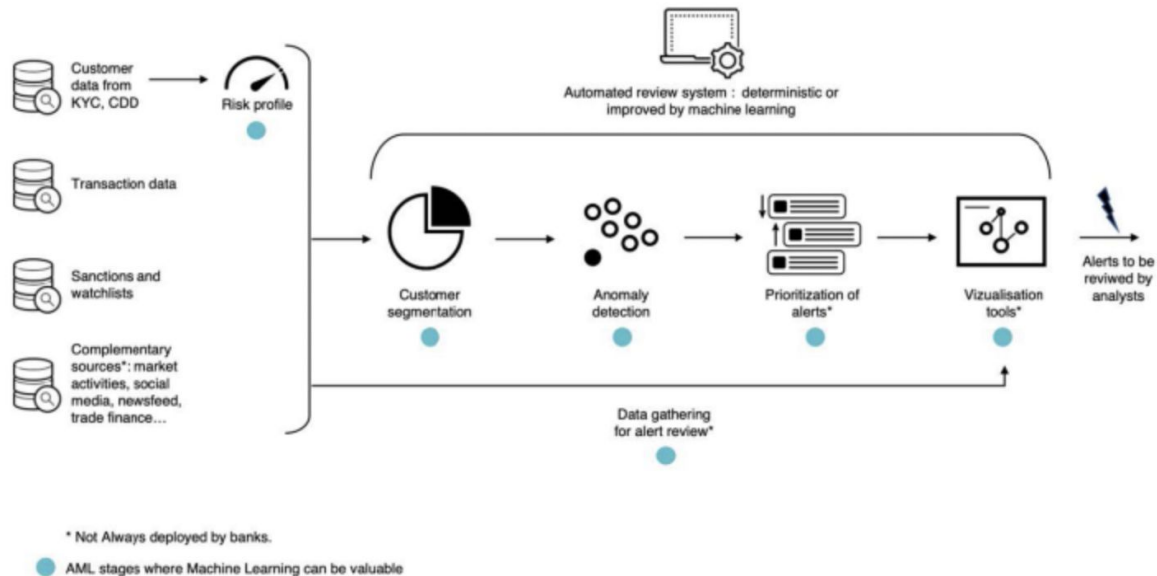 Customer
data from
KYC, CDD
Risk profile
Transaction data
Sanctions and
watchlists
Complementary
sources*: market
activities, social
media, newsfeed,
trade finance...
Automated review system : deterministic or
improved by machine learning
Customer
segmentation
Anomaly
detection
Prioritization of
alerts*
Vizualisation
tools*
Alerts to be
reviwed by
analysts
Data gathering
for alert review*
* Not Always deployed by banks.
AML stages where Machine Learning can be valuable